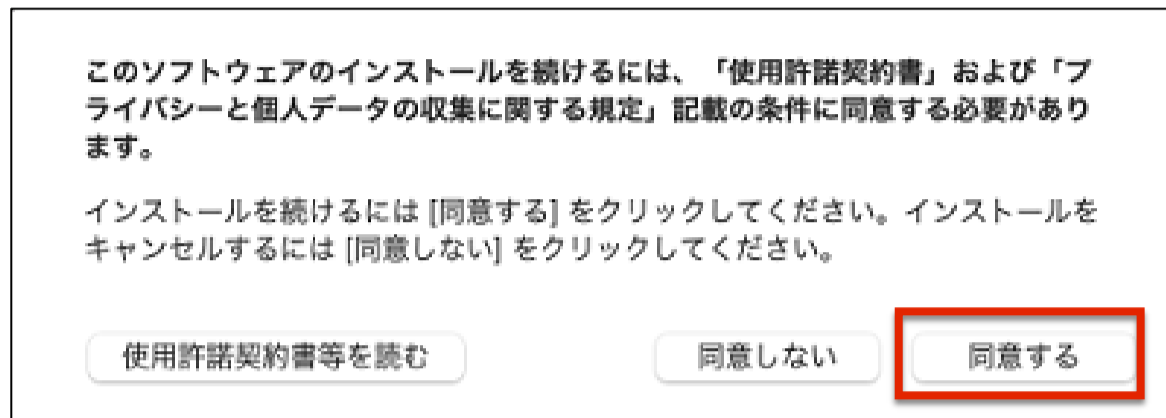 このソフトウェアのインストールを続けるには、「使用許諾契約書」および「プ
ライバシーと個人データの収集に関する規定」記載の条件に同意する必要があり
ます。
インストールを続けるには [同意する] をクリックしてください。インストールを
キャンセルするには [同意しない] をクリックしてください。
使用許諾契約書等を読む 同意しない 同意する